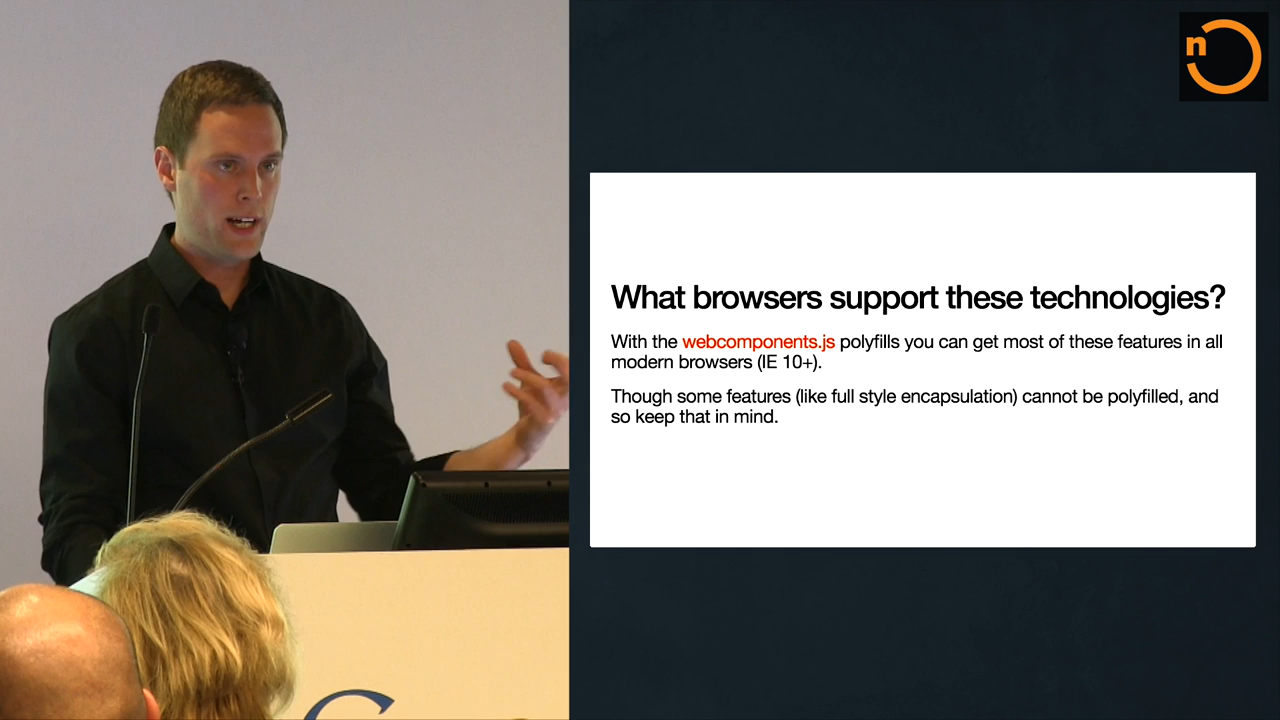 n
What browsers support these technologies?
With the webcomponents.js polyfills you can get most of these features in all
modern browsers (IE 10+).
Though some features (like full style encapsulation) cannot be polyfilled, and
so keep that in mind.